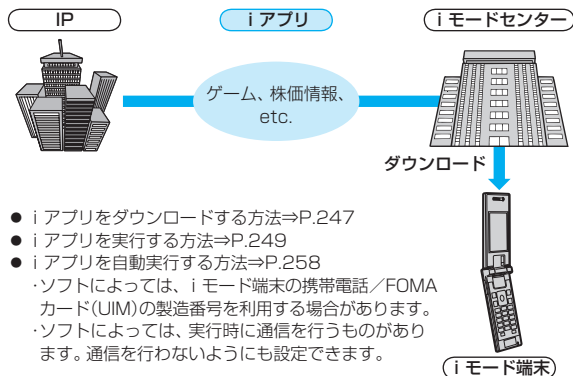 IP
iアプリ
iモードセンター
ゲーム、株価情報、
etc.
ダウンロード
● iアプリをダウンロードする方法⇒P.247
● iアプリを実行する方法⇒P.249
● iアプリを自動実行する方法⇒P.258
･ソフトによっては、iモード端末の携帯電話／FOMA
カード(UIM)の製造番号を利用する場合があります。
･ソフトによっては、実行時に通信を行うものがあり
ます。通信を行わないようにも設定できます。
iモード端末